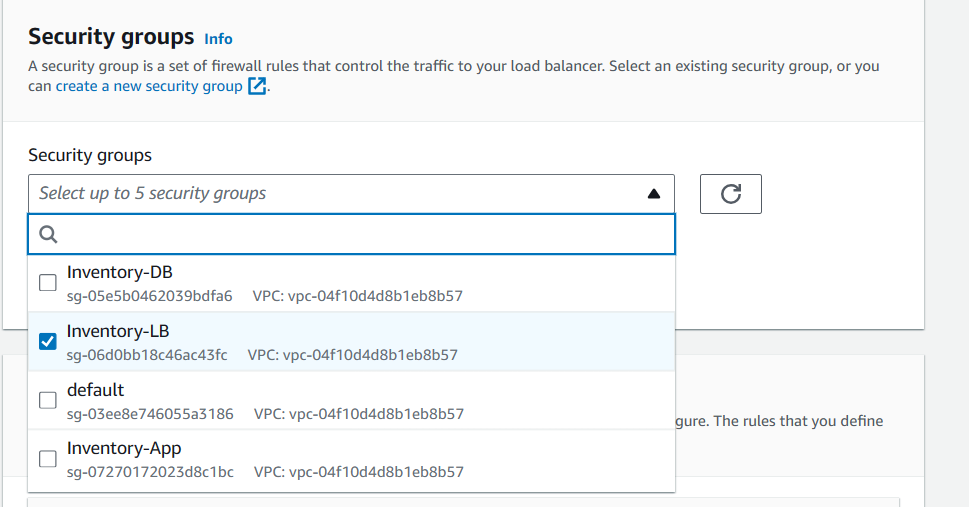 Security groups Info
A security group is a set of firewall rules that control the traffic to your load balancer. Select an existing security group, or you
can create a new security group.
Security groups
Select up to 5 security groups
Inventory-DB
sg-05e5b0462039bdfa6 VPC: vpc-04f10d4d8b1eb8b57
Inventory-LB
sg-06d0bb18c46ac43fc VPC: vpc-04f10d4d8b1eb8b57
default
sg-03ee8e746055a3186 VPC: vpc-04f10d4d8b1eb8b57
gure. The rules that you define
Inventory-App
sg-07270172023d8c1bc VPC: vpc-04f10d4d8b1eb8b57